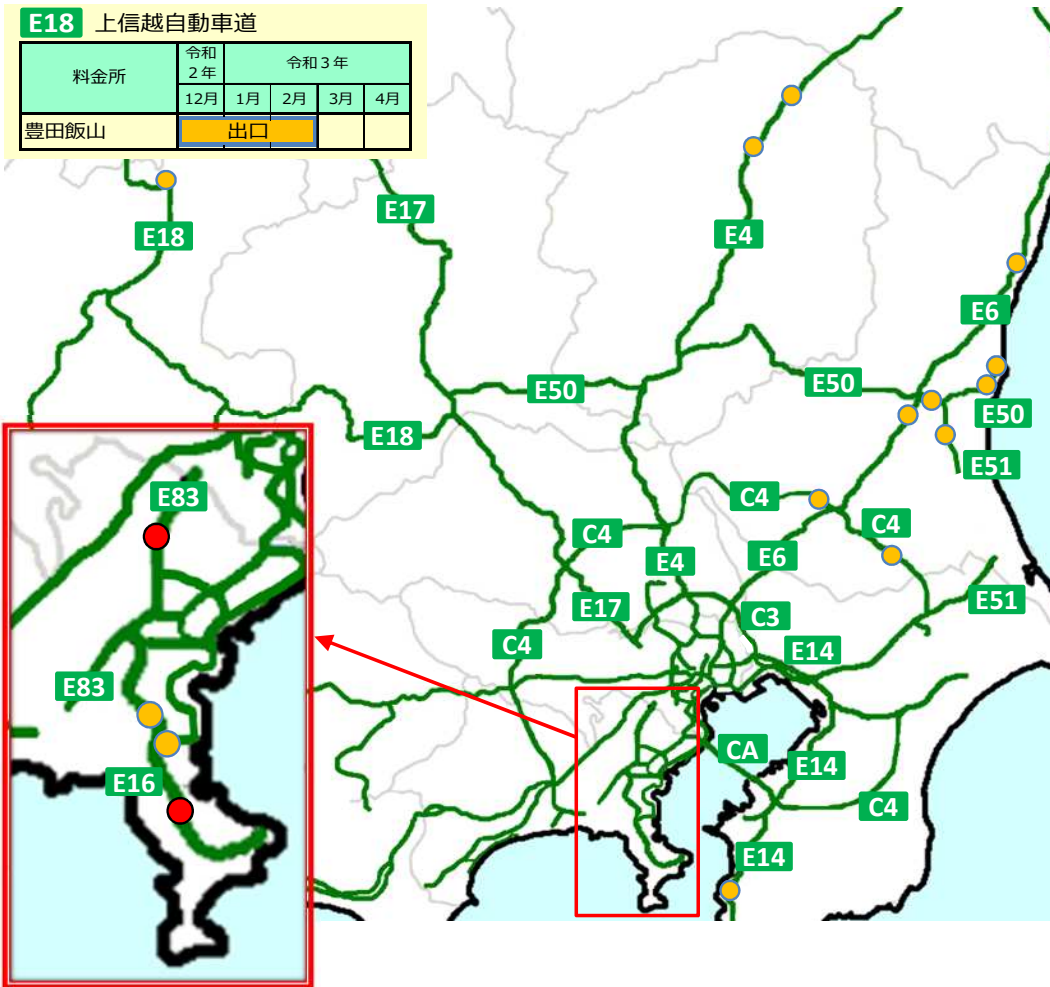 E18 上信越自動車道
料金所
令和
2年
令和3年
12月 1月 2月 3月 4月
豊田飯山 出口
E17
E18
E4
E6
E50
E50
E50
E18
E51
E83
C4
C4
C4
E4
E6
E17
E51
C3
C4
E14
E83
CA
E14
E16
C4
E14